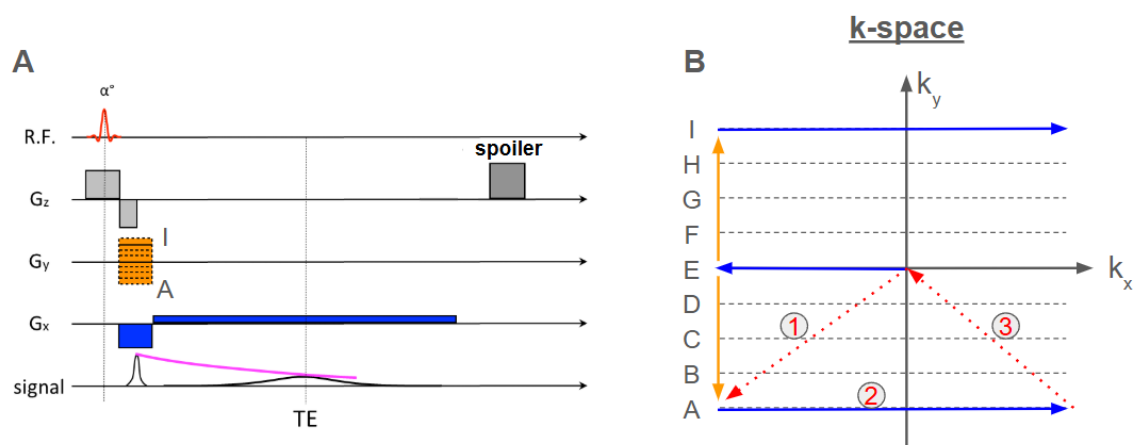 A
α°
R.F.
spoiler
Gz
I
Gy
A
Gx
signal
TE
k-space
B
ky
I
H
G
F
E
kx
D
1
3
C
B
2
A